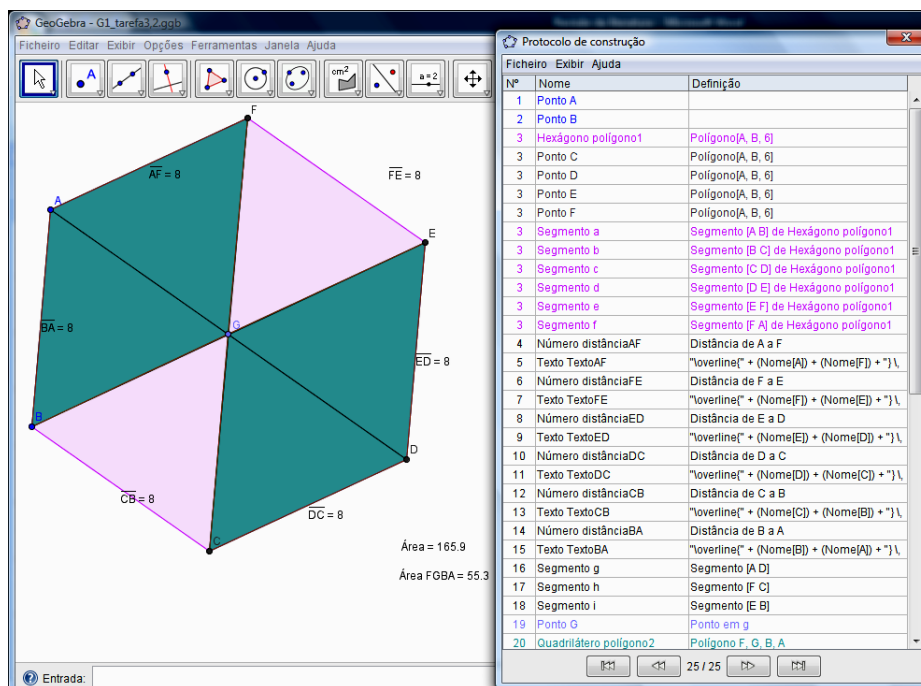 GeoGebra - G1_tarefa3,2.ggb
Ficheiro Editar Exibir Opções Ferramentas Janela Ajuda
A
cm²
a = 2
F
AF = 8
FE = 8
A
E
BA = 8
G
ED = 8
B
D
CB = 8
DC = 8
C
Área = 165.9
Área FGBA = 55.3
Entrada:
Protocolo de construção
Ficheiro Exibir Ajuda
Nº Nome Definição
1 Ponto A
2 Ponto B
3 Hexágono polígono1 Polígono[A, B, 6]
3 Ponto C Polígono[A, B, 6]
3 Ponto D Polígono[A, B, 6]
3 Ponto E Polígono[A, B, 6]
3 Ponto F Polígono[A, B, 6]
3 Segmento a Segmento [A B] de Hexágono polígono1
3 Segmento b Segmento [B C] de Hexágono polígono1
3 Segmento c Segmento [C D] de Hexágono polígono1
3 Segmento d Segmento [D E] de Hexágono polígono1
3 Segmento e Segmento [E F] de Hexágono polígono1
3 Segmento f Segmento [F A] de Hexágono polígono1
4 Número distânciaAF Distância de A a F
5 Texto TextoAF "\overline{" + (Nome[A]) + (Nome[F]) + "} \,
6 Número distânciaFE Distância de F a E
7 Texto TextoFE "\overline{" + (Nome[F]) + (Nome[E]) + "} \,
8 Número distânciaED Distância de E a D
9 Texto TextoED "\overline{" + (Nome[E]) + (Nome[D]) + "} \,
10 Número distânciaDC Distância de D a C
11 Texto TextoDC "\overline{" + (Nome[D]) + (Nome[C]) + "} \,
12 Número distânciaCB Distância de C a B
13 Texto TextoCB "\overline{" + (Nome[C]) + (Nome[B]) + "} \,
14 Número distânciaBA Distância de B a A
15 Texto TextoBA "\overline{" + (Nome[B]) + (Nome[A]) + "} \,
16 Segmento g Segmento [A D]
17 Segmento h Segmento [F C]
18 Segmento i Segmento [E B]
19 Ponto G Ponto em g
20 Quadrilátero polígono2 Polígono F, G, B, A
25 / 25